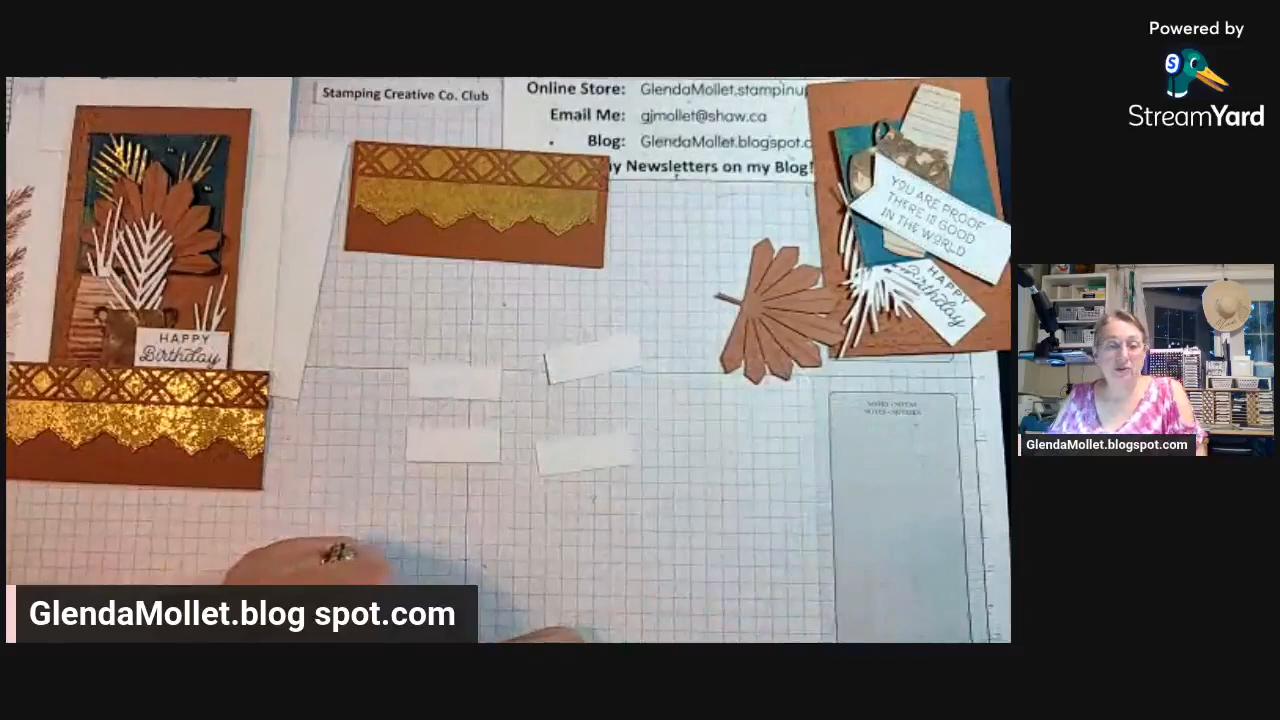 Powered by
StreamYard
Stamping Creative Co. Club
Online Store: GlendaMollet.stampinup
Email Me: gjmollet@shaw.ca
Blog: GlendaMollet.blogspot.c
y Newsletters on my Blog!
YOU ARE PROOF
THERE IS GOOD
IN THE WORLD
HAPPY
Birthday
HAPPY
Birthday
GlendaMollet.blogspot.com
GlendaMollet.blog spot.com